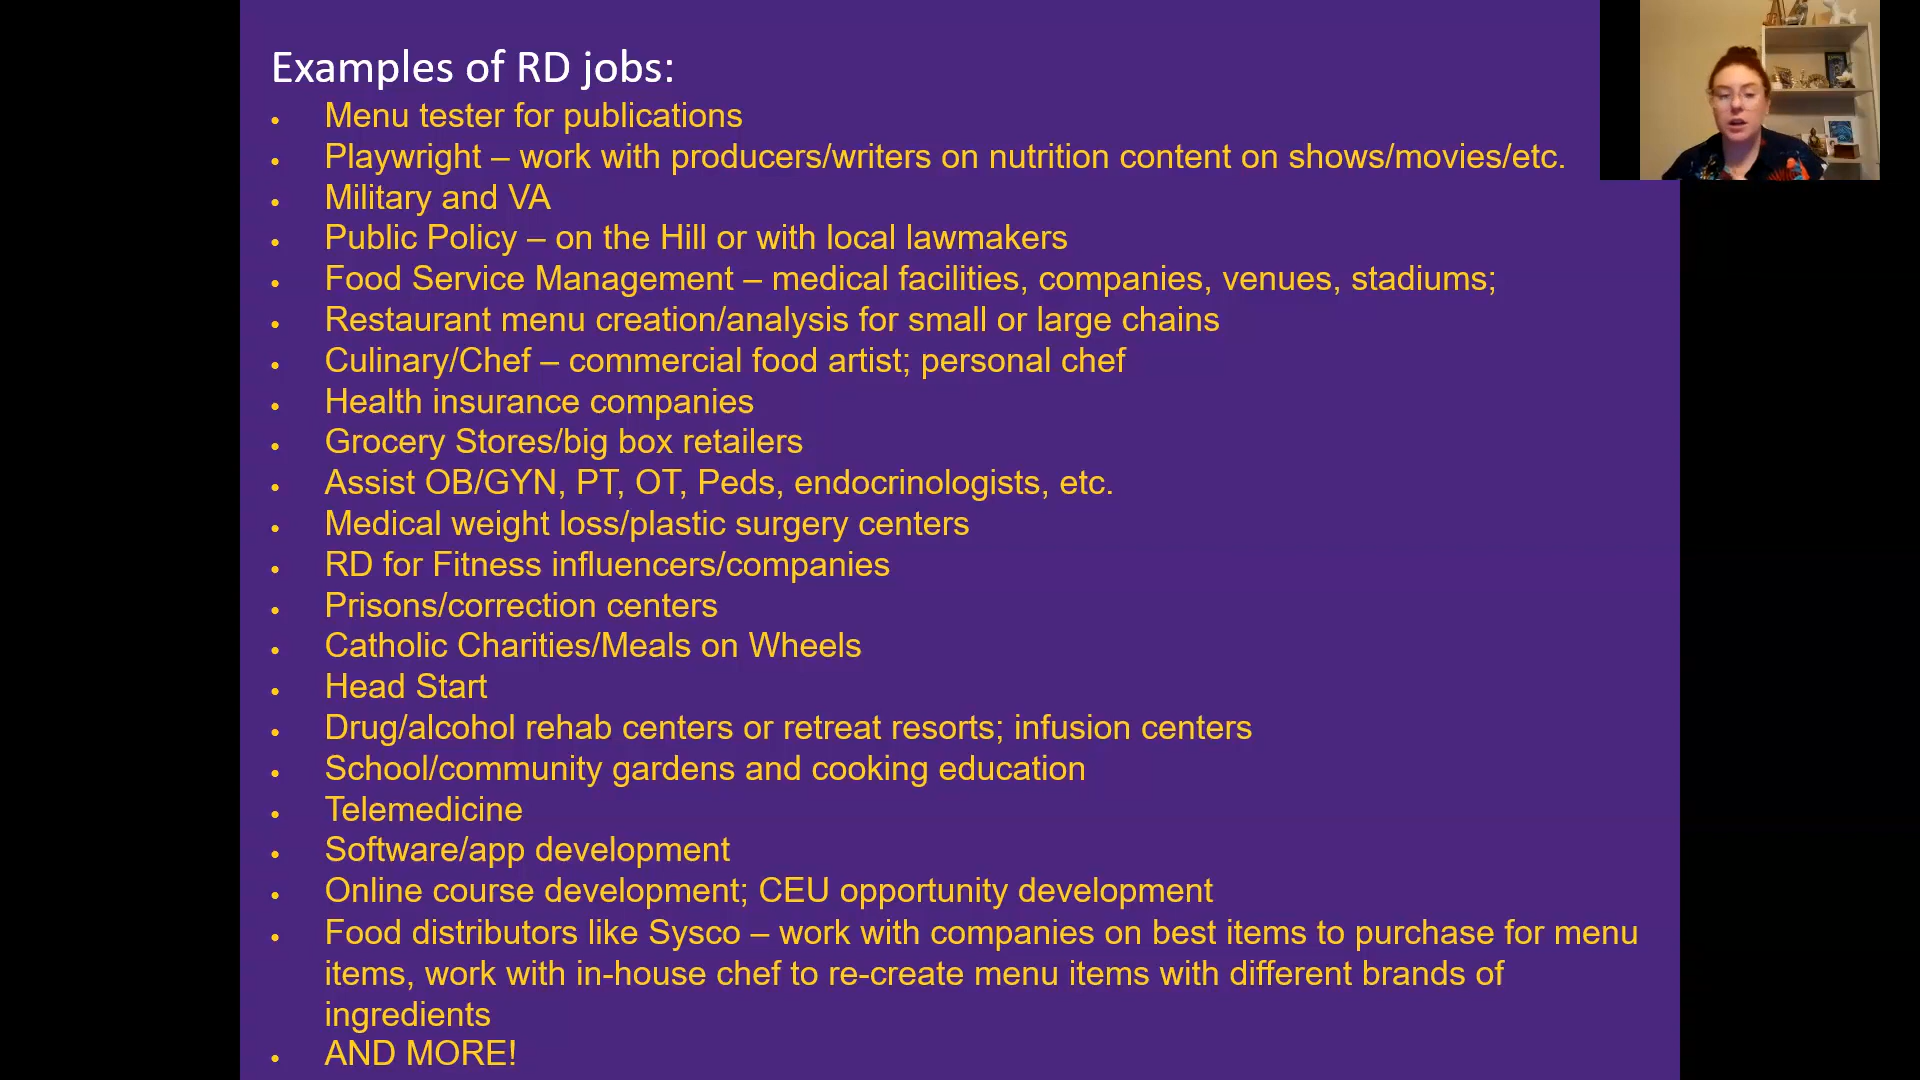 Examples of RD jobs:
• Menu tester for publications
• Playwright – work with producers/writers on nutrition content on shows/movies/etc.
• Military and VA
• Public Policy – on the Hill or with local lawmakers
• Food Service Management – medical facilities, companies, venues, stadiums;
• Restaurant menu creation/analysis for small or large chains
• Culinary/Chef – commercial food artist; personal chef
• Health insurance companies
• Grocery Stores/big box retailers
• Assist OB/GYN, PT, OT, Peds, endocrinologists, etc.
• Medical weight loss/plastic surgery centers
• RD for Fitness influencers/companies
• Prisons/correction centers
• Catholic Charities/Meals on Wheels
• Head Start
• Drug/alcohol rehab centers or retreat resorts; infusion centers
• School/community gardens and cooking education
• Telemedicine
• Software/app development
• Online course development; CEU opportunity development
• Food distributors like Sysco – work with companies on best items to purchase for menu
items, work with in-house chef to re-create menu items with different brands of
ingredients
• AND MORE!